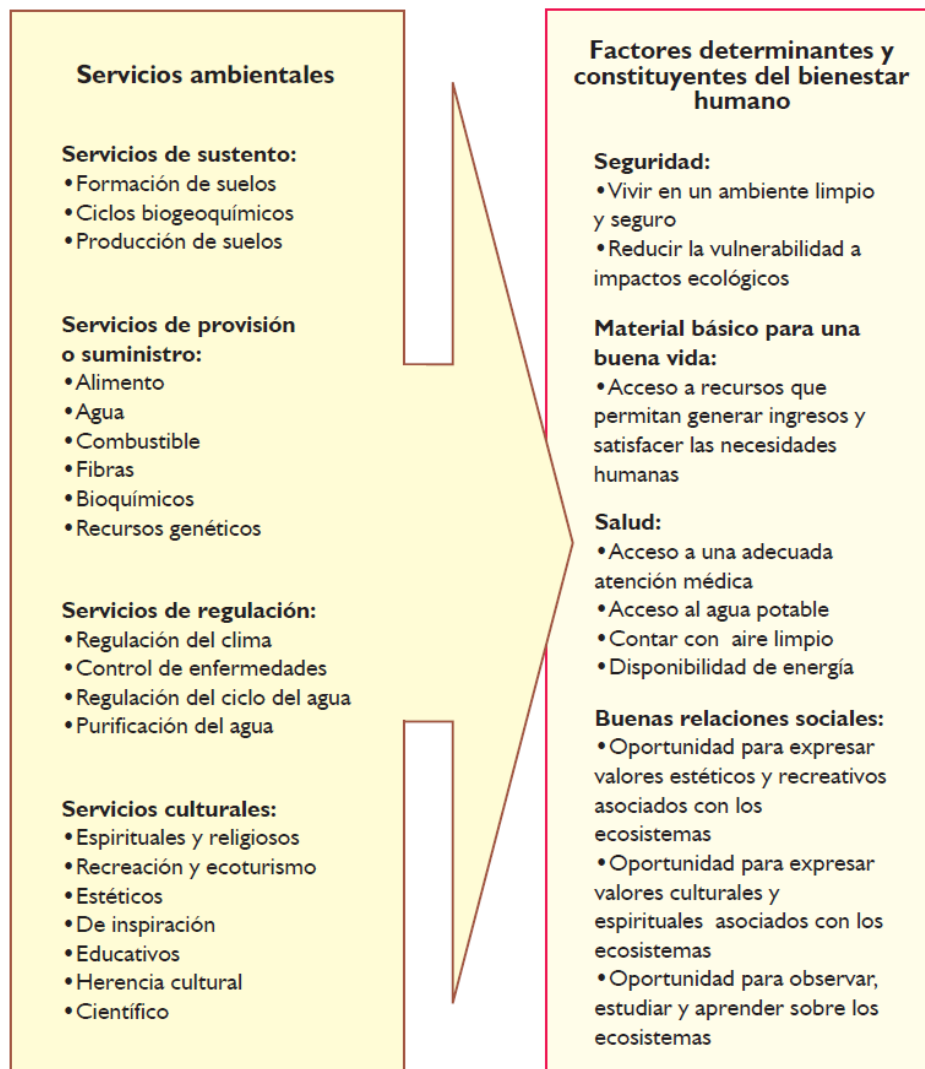 Servicios ambientales
Servicios de sustento:
•Formación de suelos
•Ciclos biogeoquímicos
•Producción de suelos
Servicios de provisión
o suministro:
•Alimento
•Agua
•Combustible
•Fibras
•Bioquímicos
•Recursos genéticos
Servicios de regulación:
•Regulación del clima
•Control de enfermedades
•Regulación del ciclo del agua
•Purificación del agua
Servicios culturales:
•Espirituales y religiosos
•Recreación y ecoturismo
•Estéticos
•De inspiración
•Educativos
•Herencia cultural
•Científico
Factores determinantes y
constituyentes del bienestar
humano
Seguridad:
•Vivir en un ambiente limpio
y seguro
•Reducir la vulnerabilidad a
impactos ecológicos
Material básico para una
buena vida:
•Acceso a recursos que
permitan generar ingresos y
satisfacer las necesidades
humanas
Salud:
•Acceso a una adecuada
atención médica
•Acceso al agua potable
•Contar con aire limpio
•Disponibilidad de energía
Buenas relaciones sociales:
•Oportunidad para expresar
valores estéticos y recreativos
asociados con los
ecosistemas
•Oportunidad para expresar
valores culturales y
espirituales asociados con los
ecosistemas
•Oportunidad para observar,
estudiar y aprender sobre los
ecosistemas